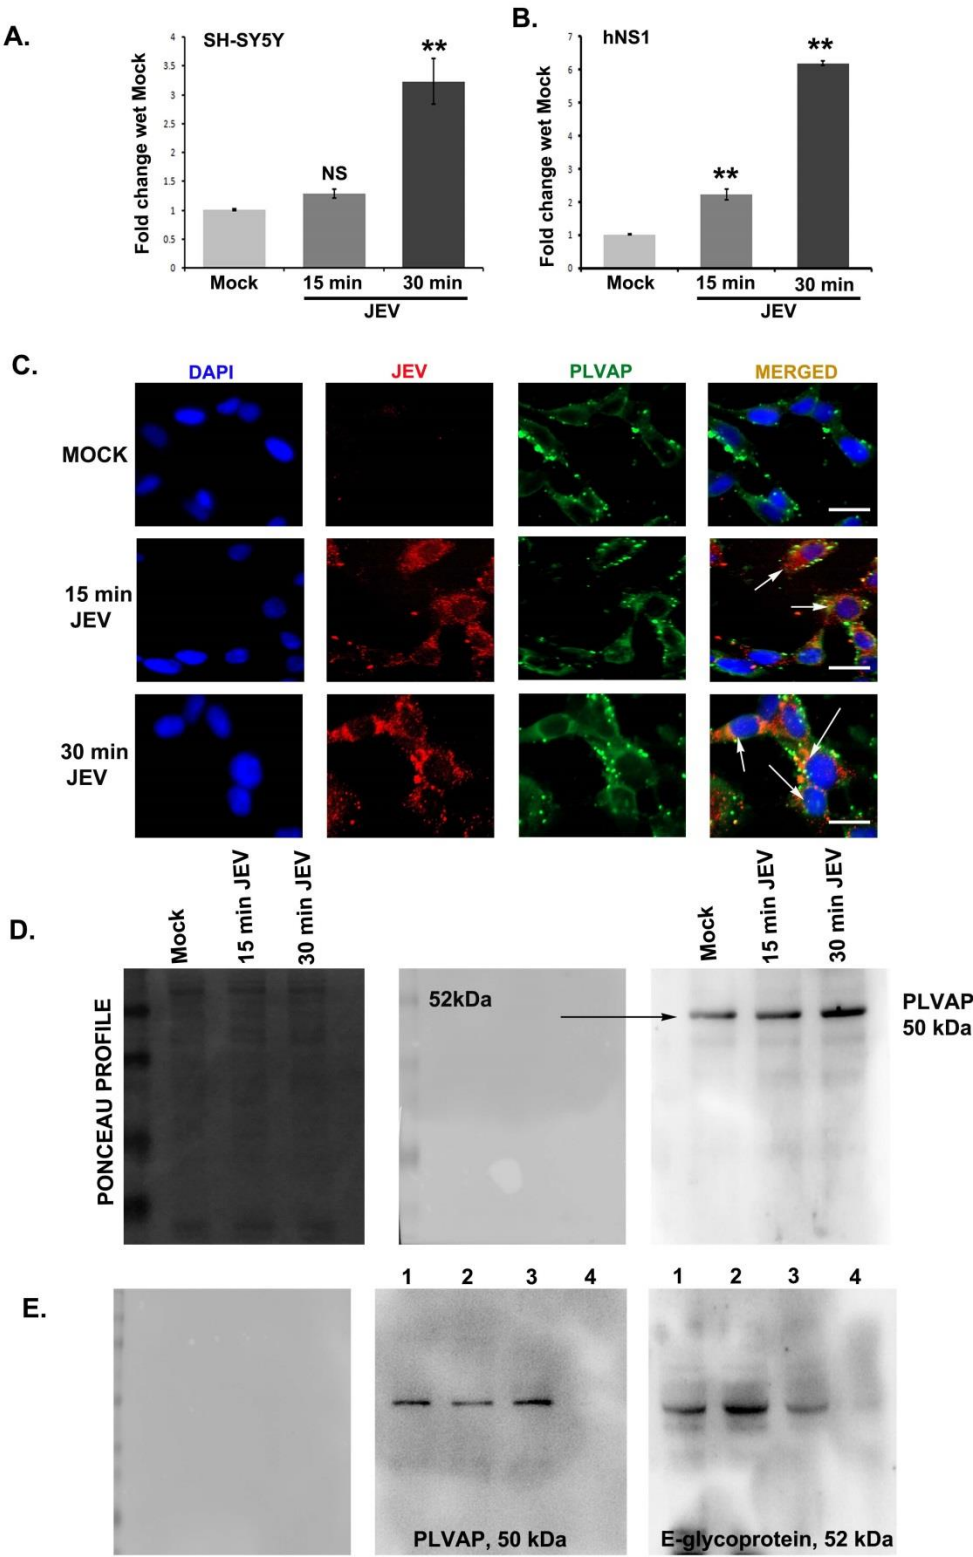 A.
SH-SY5Y
Fold change wet Mock
4
3.5
3
2.5
2
1.5
1
0.5
0
NS
**
Mock
15 min
30 min
JEV
B.
hNS1
Fold change wet Mock
7
6
5
4
3
2
1
0
**
**
Mock
15 min
30 min
JEV
C.
DAPI
JEV
PLVAP
MERGED
MOCK
15 min
JEV
30 min
JEV
D.
Mock
15 min JEV
30 min JEV
PONCEAU PROFILE
52kDa
Mock
15 min JEV
30 min JEV
PLVAP
50 kDa
E.
1 2 3 4
PLVAP, 50 kDa
1 2 3 4
E-glycoprotein, 52 kDa